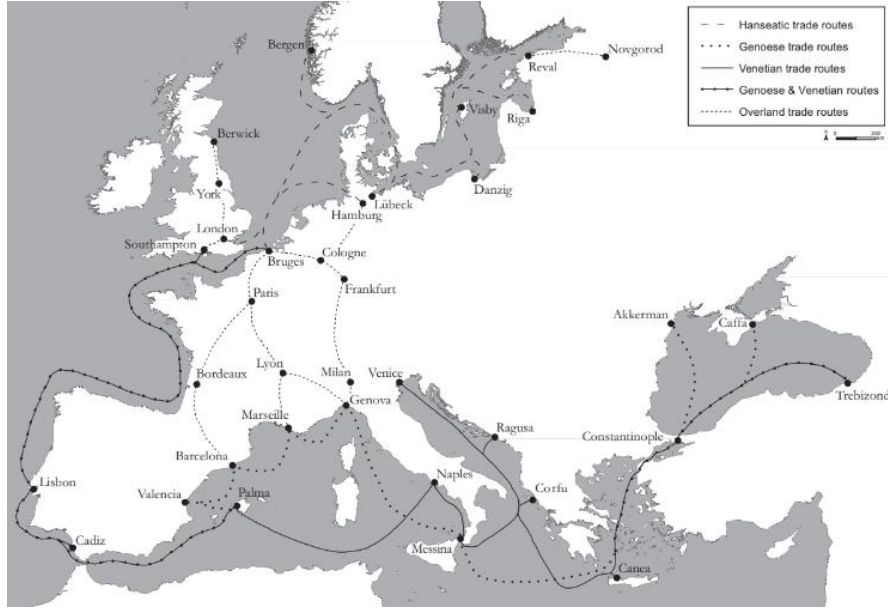 Hanseatic trade routes
Genoese trade routes
Venetian trade routes
Genoese & Venetian routes
Overland trade routes
Bergen
Reval
Novgorod
Visby
Riga
Berwick
York
Danzig
Lübeck
Hamburg
London
Southampton
Bruges
Cologne
Frankfurt
Paris
Akkerman
Caffa
Bordeaux
Lyon
Milan
Venice
Trebizond
Genova
Marseille
Ragusa
Constantinople
Barcelona
Naples
Lisbon
Valencia
Palma
Corfu
Cadiz
Messina
Canea